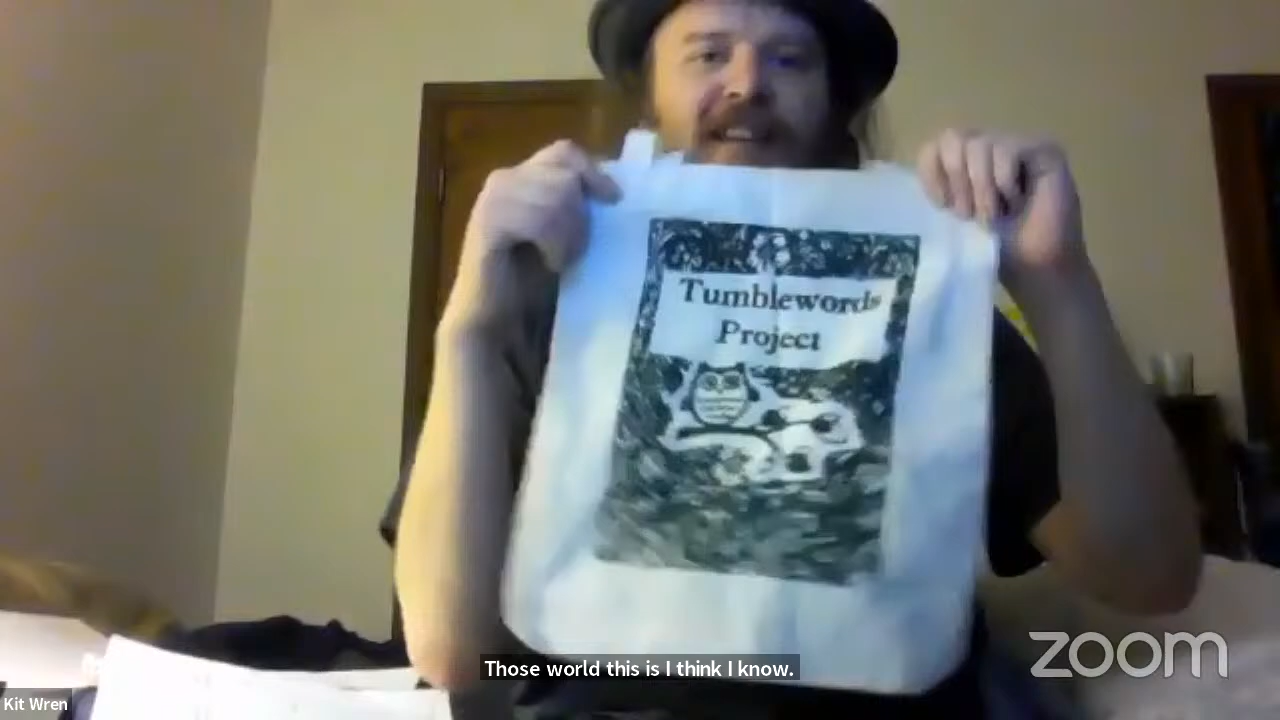 Tumblewords
Project
Those world this is I think I know.
zoom
Kit Wren